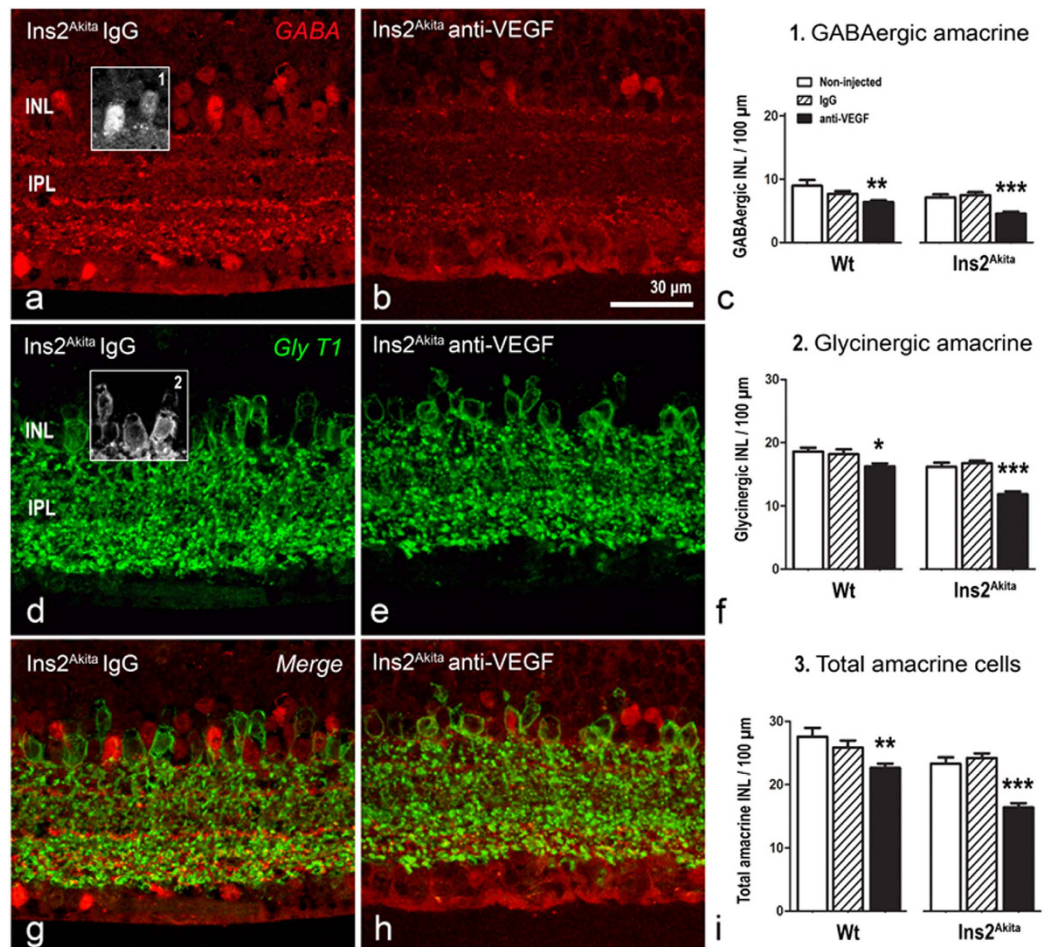 Ins2Akita IgG
GABA
1
INL
IPL
a
Ins2Akita anti-VEGF
30 µm
b
1. GABAergic amacrine
Non-injected
IgG
anti-VEGF
GABAergic INL / 100 µm
20
10
0
**
***
Wt
Ins2Akita
c
Ins2Akita IgG
Gly T1
2
INL
IPL
d
Ins2Akita anti-VEGF
e
2. Glycinergic amacrine
Glycinergic INL / 100 µm
30
20
10
0
*
***
Wt
Ins2Akita
f
Ins2Akita IgG
Merge
g
Ins2Akita anti-VEGF
h
3. Total amacrine cells
Total amacrine INL / 100 µm
30
20
10
0
**
***
Wt
Ins2Akita
i